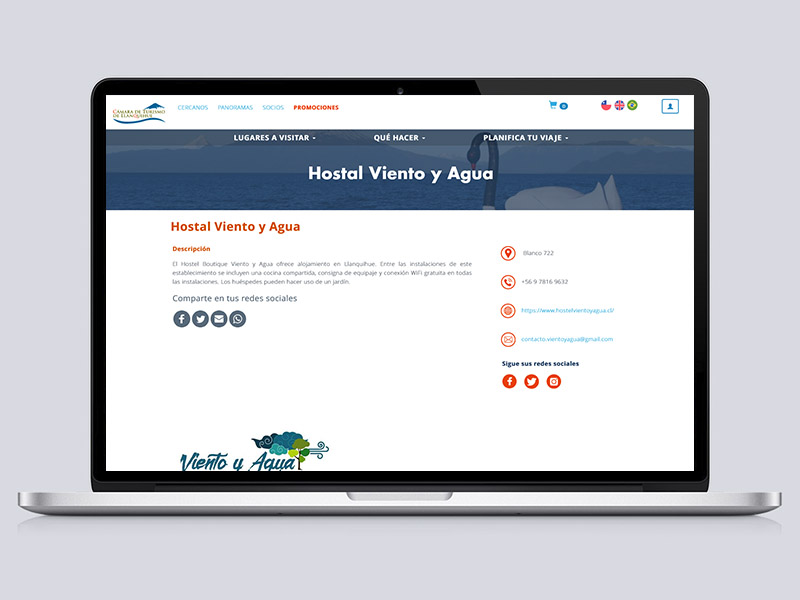 CÁMARA DE TURISMO
DE LLANQUIHUE
CERCANOS PANORAMAS SOCIOS PROMOCIONES
0
LUGARES A VISITAR QUÉ HACER PLANIFICA TU VIAJE
Hostal Viento y Agua
Hostal Viento y Agua
Descripción
El Hostel Boutique Viento y Agua ofrece alojamiento en Llanquihue. Entre las instalaciones de este
establecimiento se incluyen una cocina compartida, consigna de equipaje y conexión WiFi gratuita en todas
las instalaciones. Los huéspedes pueden hacer uso de un jardín.
Comparte en tus redes sociales
Blanco 722
+56 9 7816 9632
https://www.hostelvientoyagua.cl/
contacto.vientoyagua@gmail.com
Sigue sus redes sociales
Viento y Agua